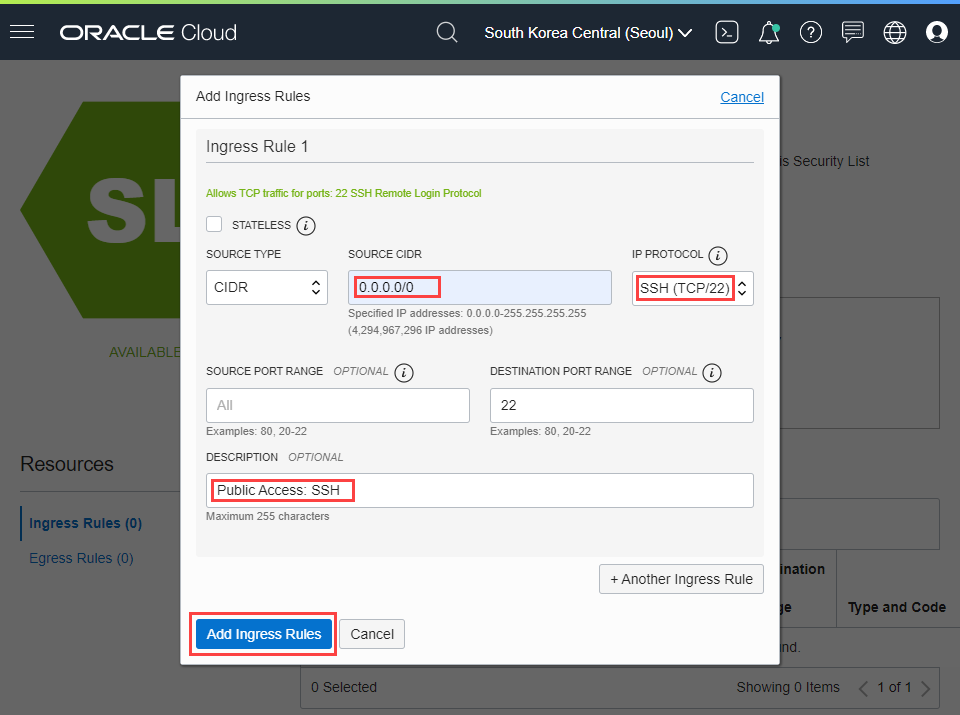 ORACLE Cloud
South Korea Central (Seoul)
Add Ingress Rules
Cancel
Ingress Rule 1
is Security List
Allows TCP traffic for ports: 22 SSH Remote Login Protocol
SL
STATELESS
SOURCE TYPE
SOURCE CIDR
IP PROTOCOL
CIDR
0.0.0.0/0
SSH (TCP/22)
Specified IP addresses: 0.0.0.0-255.255.255.255
(4,294,967,296 IP addresses)
AVAILABLE
SOURCE PORT RANGE OPTIONAL
DESTINATION PORT RANGE OPTIONAL
All
22
Examples: 80, 20-22
Examples: 80, 20-22
DESCRIPTION OPTIONAL
Resources
Public Access: SSH
Maximum 255 characters
Ingress Rules (0)
Egress Rules (0)
ination
+ Another Ingress Rule
ge
Type and Code
Add Ingress Rules
Cancel
nd.
0 Selected
Showing 0 Items
1 of 1